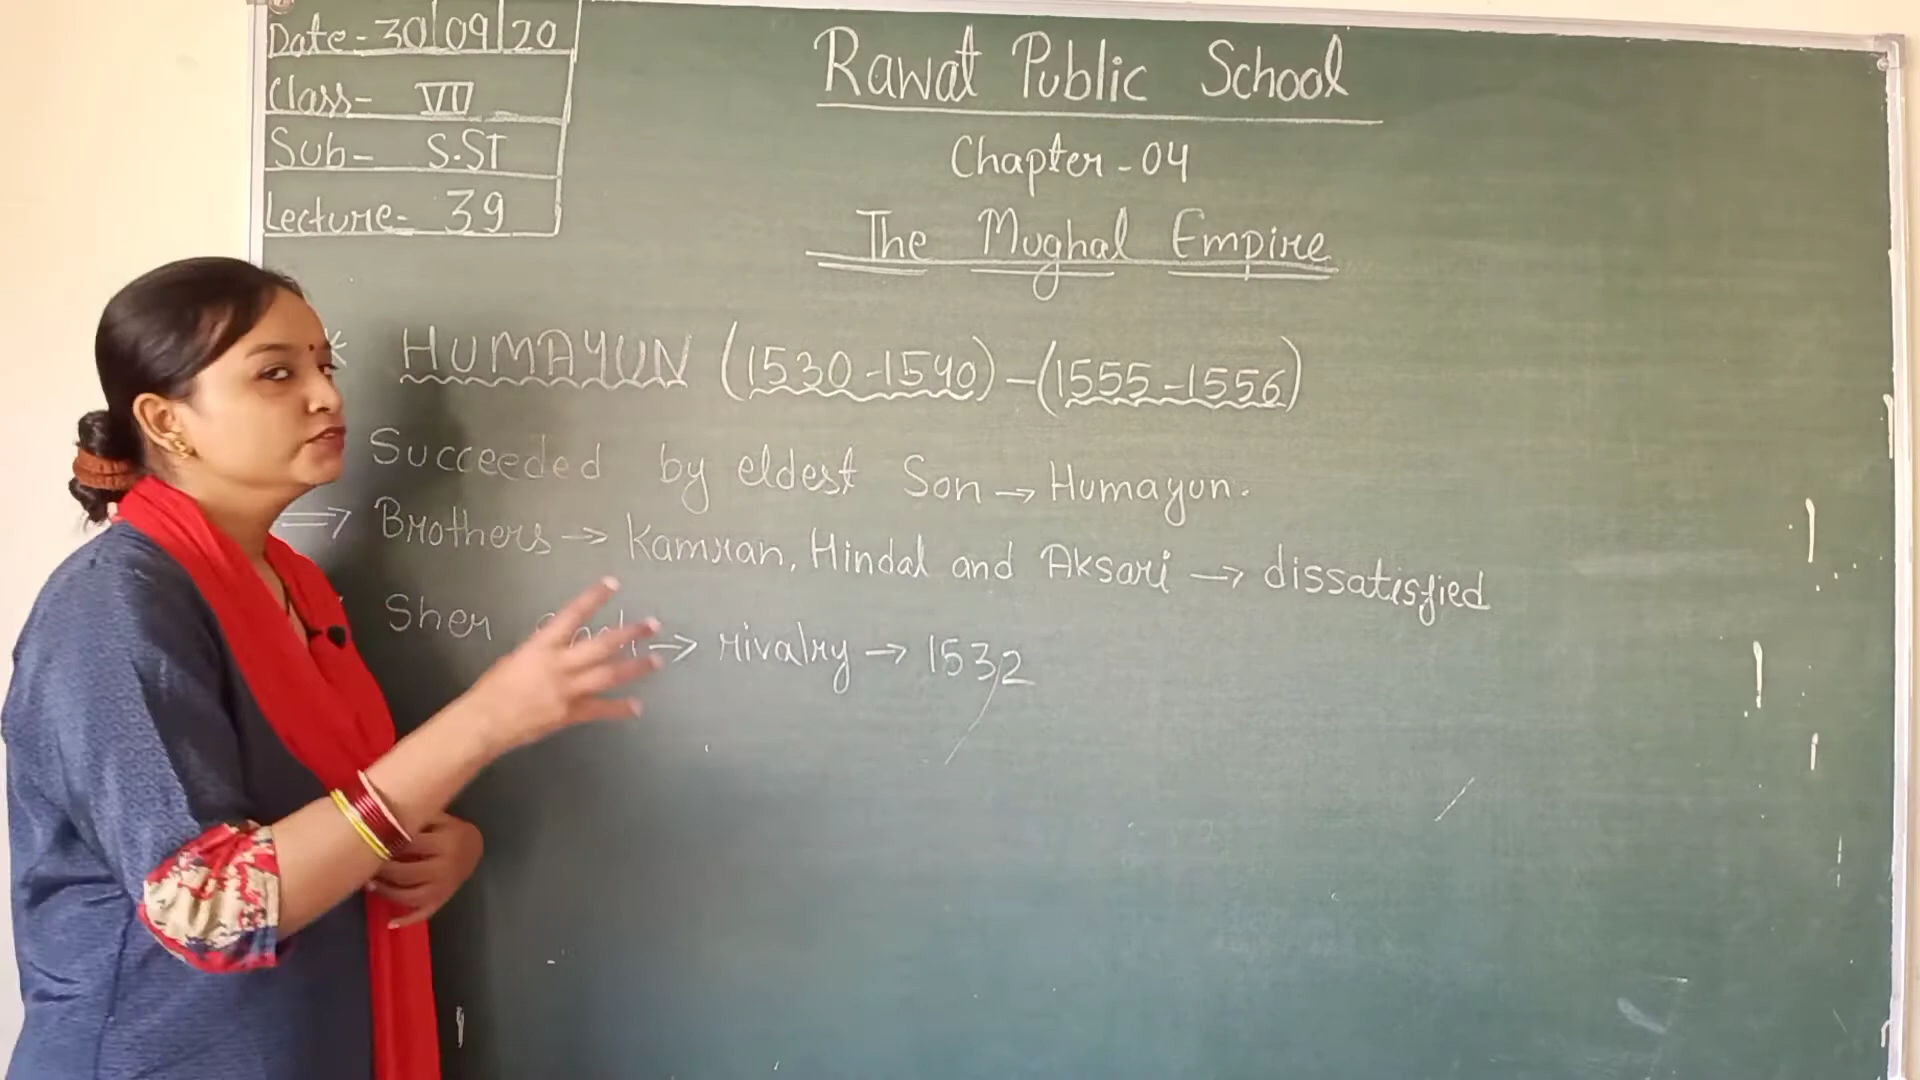 Date - 30/09/20
Class - VII
Sub - S.ST
Lecture - 39
Rawat Public School
Chapter - 04
The Mughal Empire
* HUMAYUN (1530-1540) - (1555-1556)
Succeeded by eldest Son → Humayun.
⇒ Brothers → Kamran, Hindal and Aksari → dissatisfied
Sher → rivalry → 1532